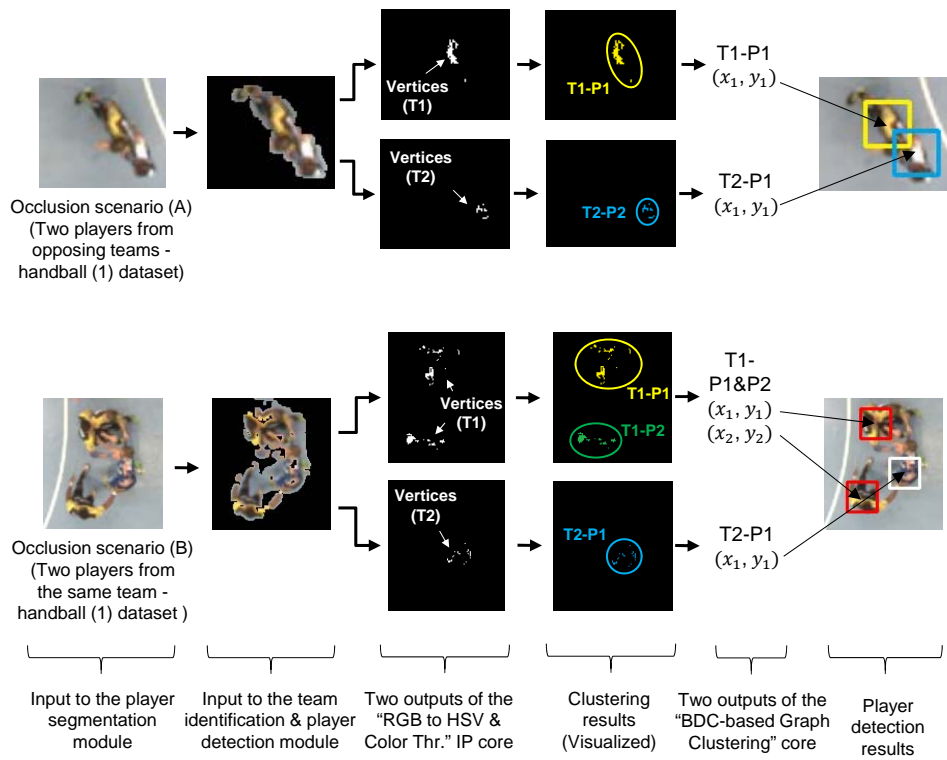 Vertices
(T1)
T1-P1
T1-P1
(x₁, y₁)
Vertices
(T2)
T2-P2
T2-P1
(x₁, y₁)
Occlusion scenario (A)
(Two players from
opposing teams -
handball (1) dataset)
Vertices
(T1)
T1-P1
T1-P2
T1-
P1&P2
(x₁, y₁)
(x₂, y₂)
Vertices
(T2)
T2-P1
T2-P1
(x₁, y₁)
Occlusion scenario (B)
(Two players from
the same team -
handball (1) dataset )
Input to the player
segmentation
module
Input to the team
identification & player
detection module
Two outputs of the
“RGB to HSV &
Color Thr.” IP core
Clustering
results
(Visualized)
Two outputs of the
“BDC-based Graph
Clustering” core
Player
detection
results